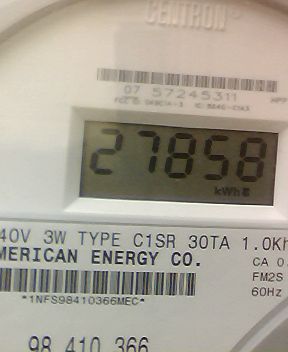 CENTRON®
07 57245311
27858
kWh
40V 3W TYPE C1SR 30TA 1.0Kh
MERICAN ENERGY CO.
CA 0.
FM2S
*1NFS98410366MEC*
60Hz
98 410 366